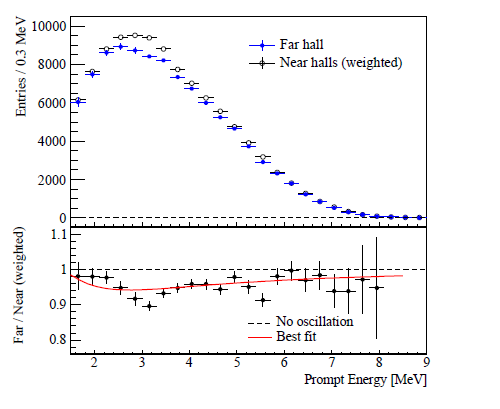 Entries / 0.3 MeV
10000
8000
6000
4000
2000
0
Far hall
Near halls (weighted)
Far / Near (weighted)
1.1
1
0.9
0.8
No oscillation
Best fit
2 3 4 5 6 7 8 9
Prompt Energy [MeV]